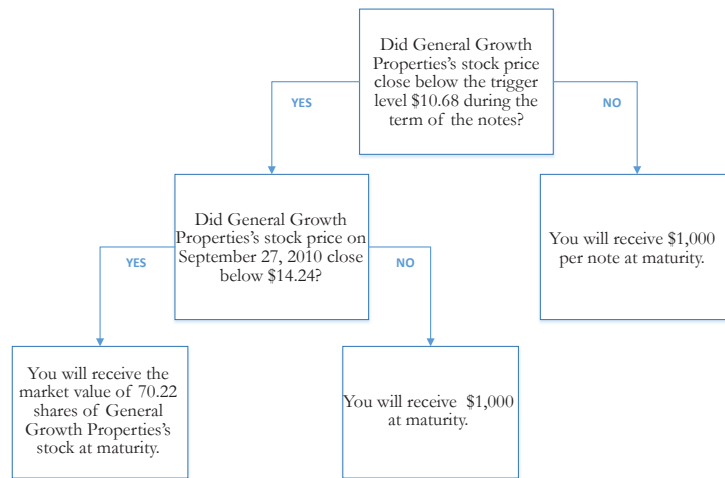 Did General Growth
Properties's stock price
close below the trigger
level $10.68 during the
term of the notes?
YES
NO
Did General Growth
Properties's stock price on
September 27, 2010 close
below $14.24?
You will receive $1,000
per note at maturity.
YES
NO
You will receive the
market value of 70.22
shares of General
Growth Properties's
stock at maturity.
You will receive $1,000
at maturity.